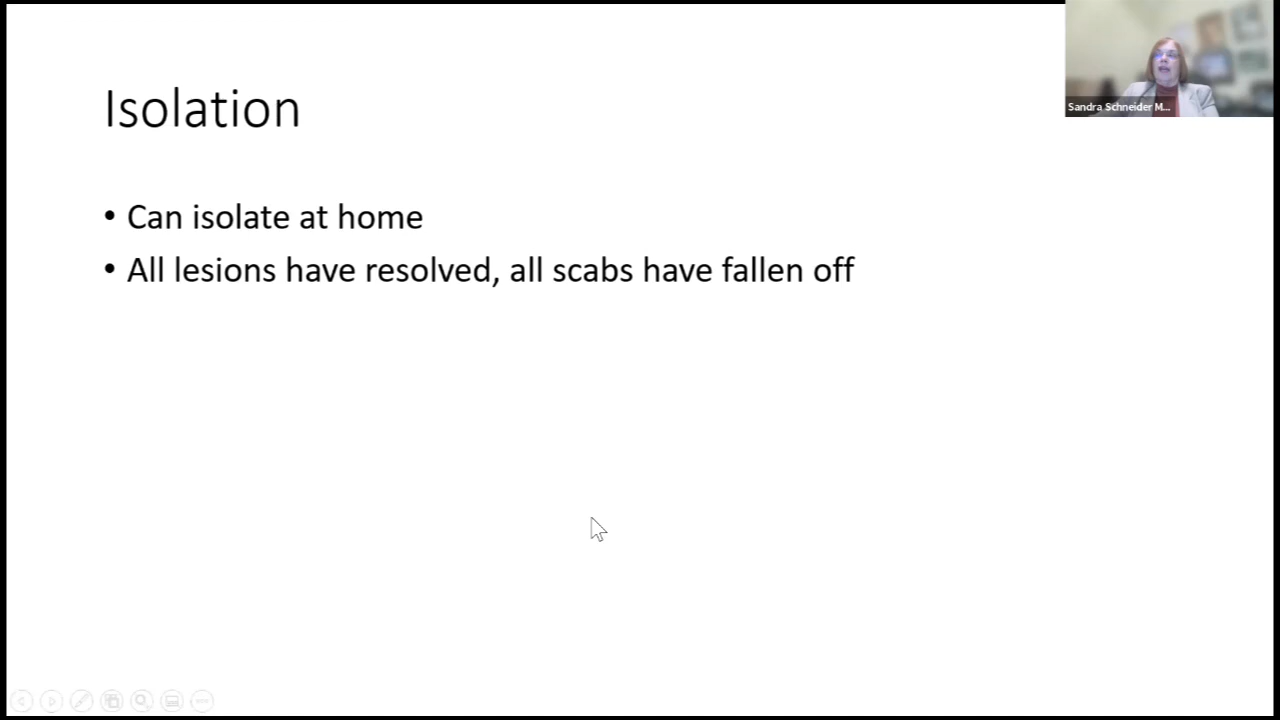 Isolation
Sandra Schneider M...
• Can isolate at home
• All lesions have resolved, all scabs have fallen off